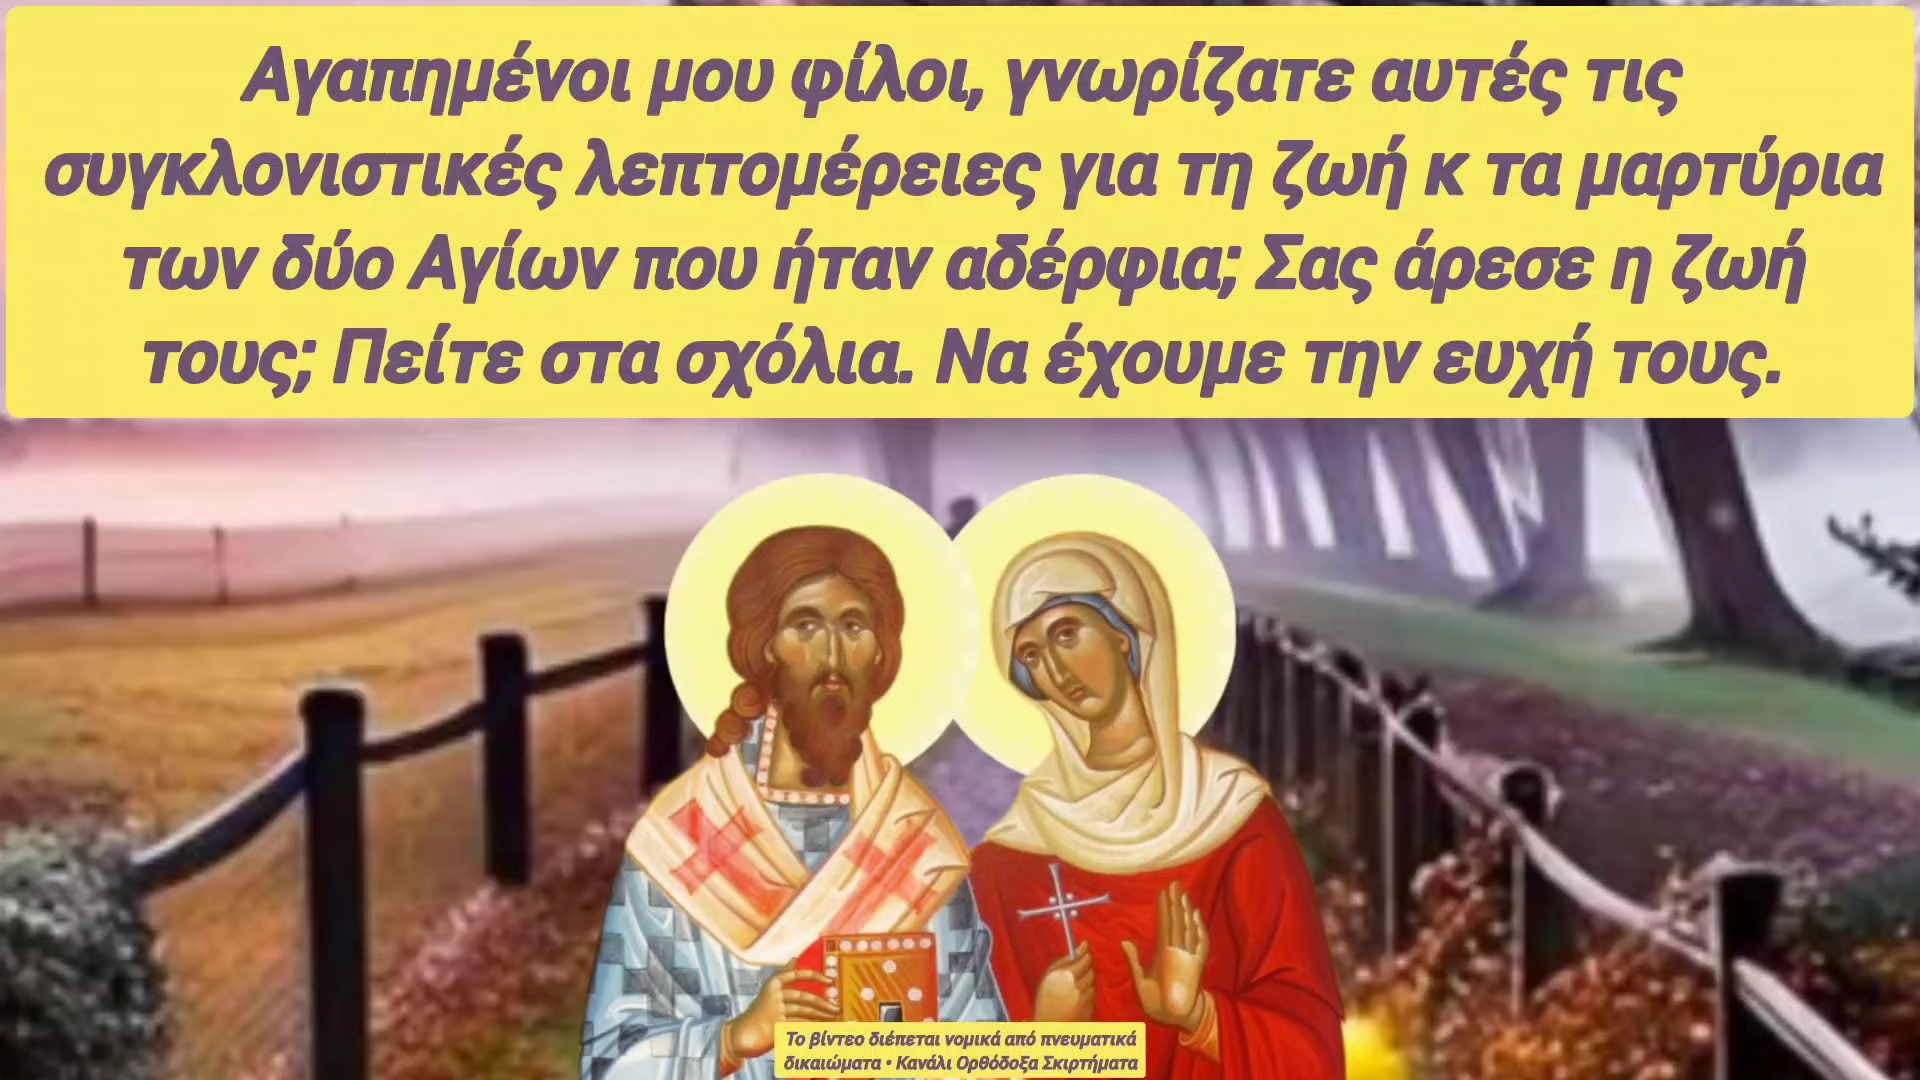 Αγαπημένοι μου φίλοι, γνωρίζατε αυτές τις
συγκλονιστικές λεπτομέρειες για τη ζωή κ τα μαρτύρια
των δύο Αγίων που ήταν αδέρφια; Σας άρεσε η ζωή
τους; Πείτε στα σχόλια. Να έχουμε την ευχή τους.
Το βίντεο διέπεται νομικά από πνευματικά
δικαιώματα • Κανάλι Ορθόδοξα Σκιρτήματα